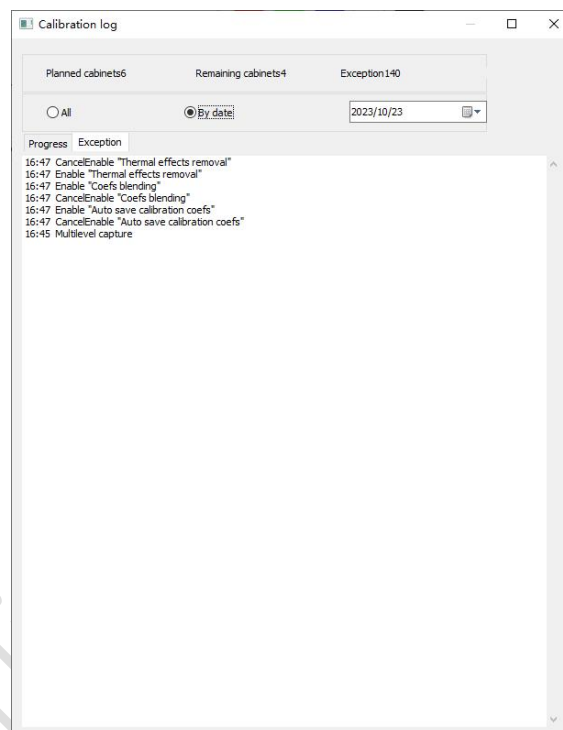 Calibration log
Planned cabinets6 Remaining cabinets4 Exception140
All By date 2023/10/23
Progress Exception
16:47 CancelEnable "Thermal effects removal"
16:47 Enable "Thermal effects removal"
16:47 Enable "Coefs blending"
16:47 CancelEnable "Coefs blending"
16:47 Enable "Auto save calibration coefs"
16:47 CancelEnable "Auto save calibration coefs"
16:45 Multilevel capture